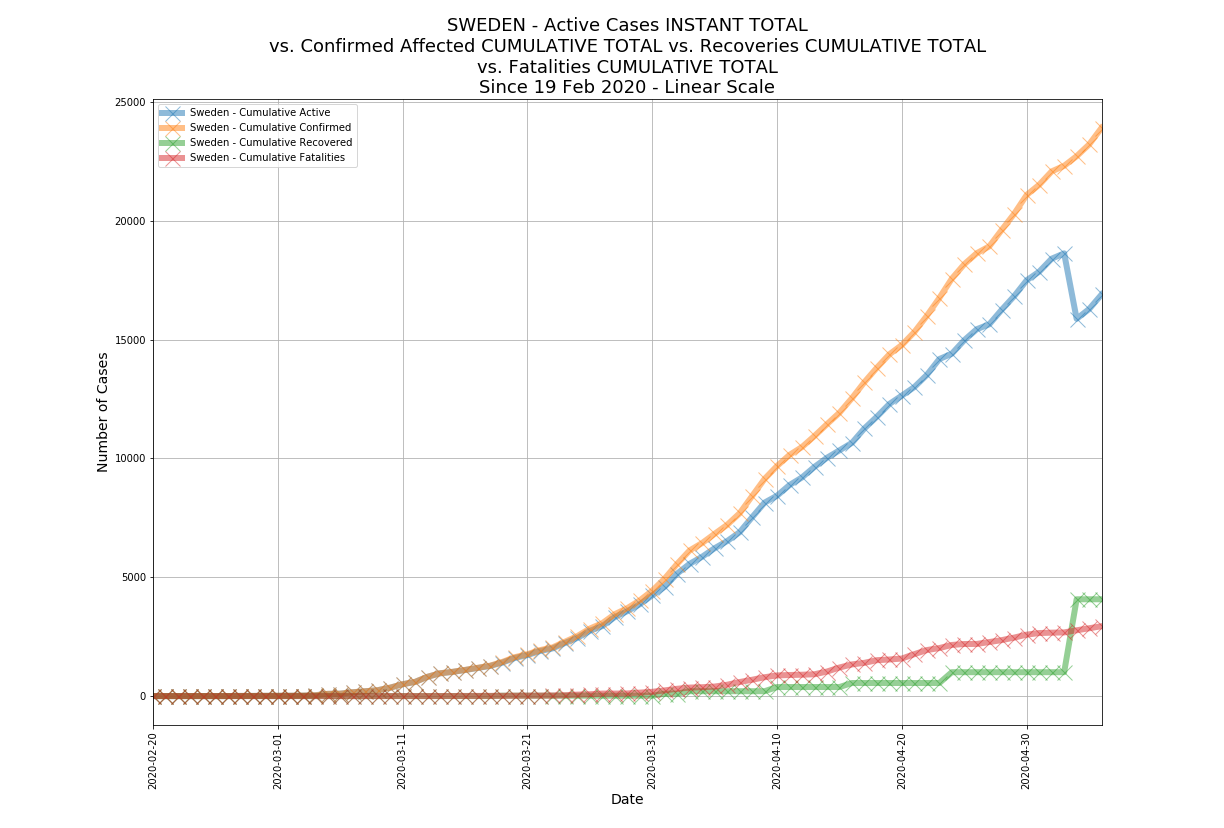 SWEDEN - Active Cases INSTANT TOTAL
vs. Confirmed Affected CUMULATIVE TOTAL vs. Recoveries CUMULATIVE TOTAL
vs. Fatalities CUMULATIVE TOTAL
Since 19 Feb 2020 - Linear Scale
Sweden - Cumulative Active
Sweden - Cumulative Confirmed
Sweden - Cumulative Recovered
Sweden - Cumulative Fatalities
Number of Cases
25000
20000
15000
10000
5000
0
2020-02-20
2020-03-01
2020-03-11
2020-03-21
2020-03-31
2020-04-10
2020-04-20
2020-04-30
Date